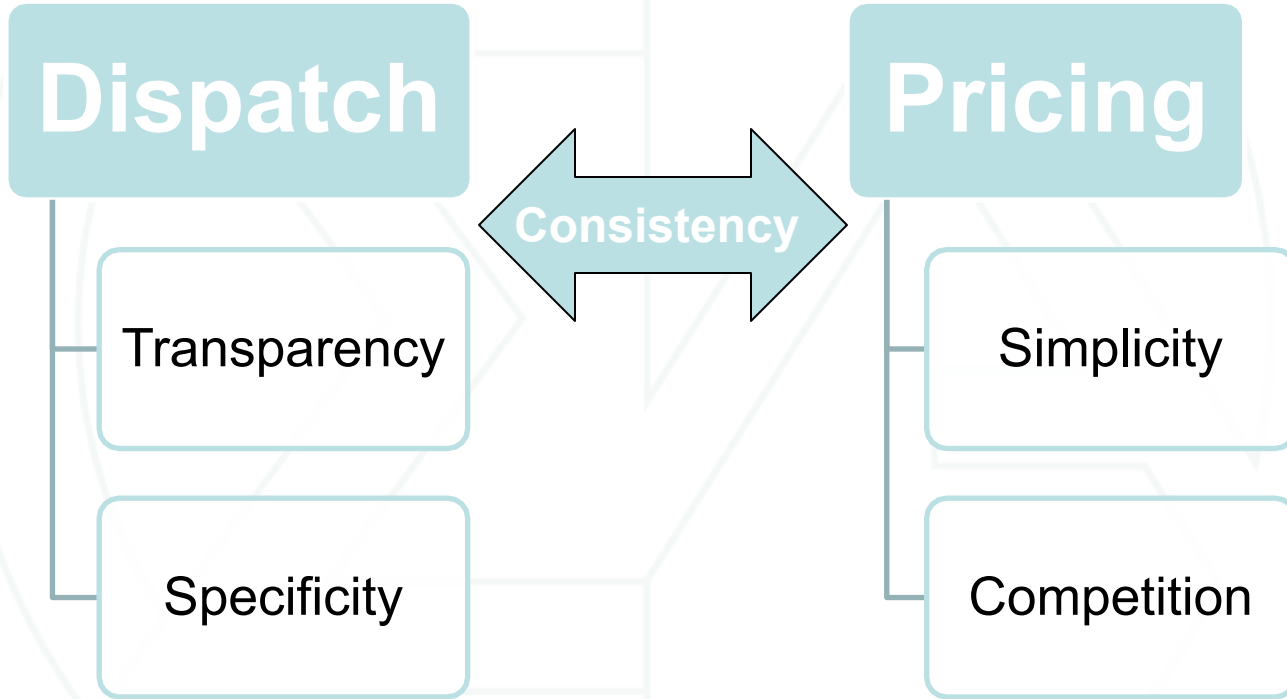 Dispatch
Pricing
Consistency
Transparency
Simplicity
Specificity
Competition